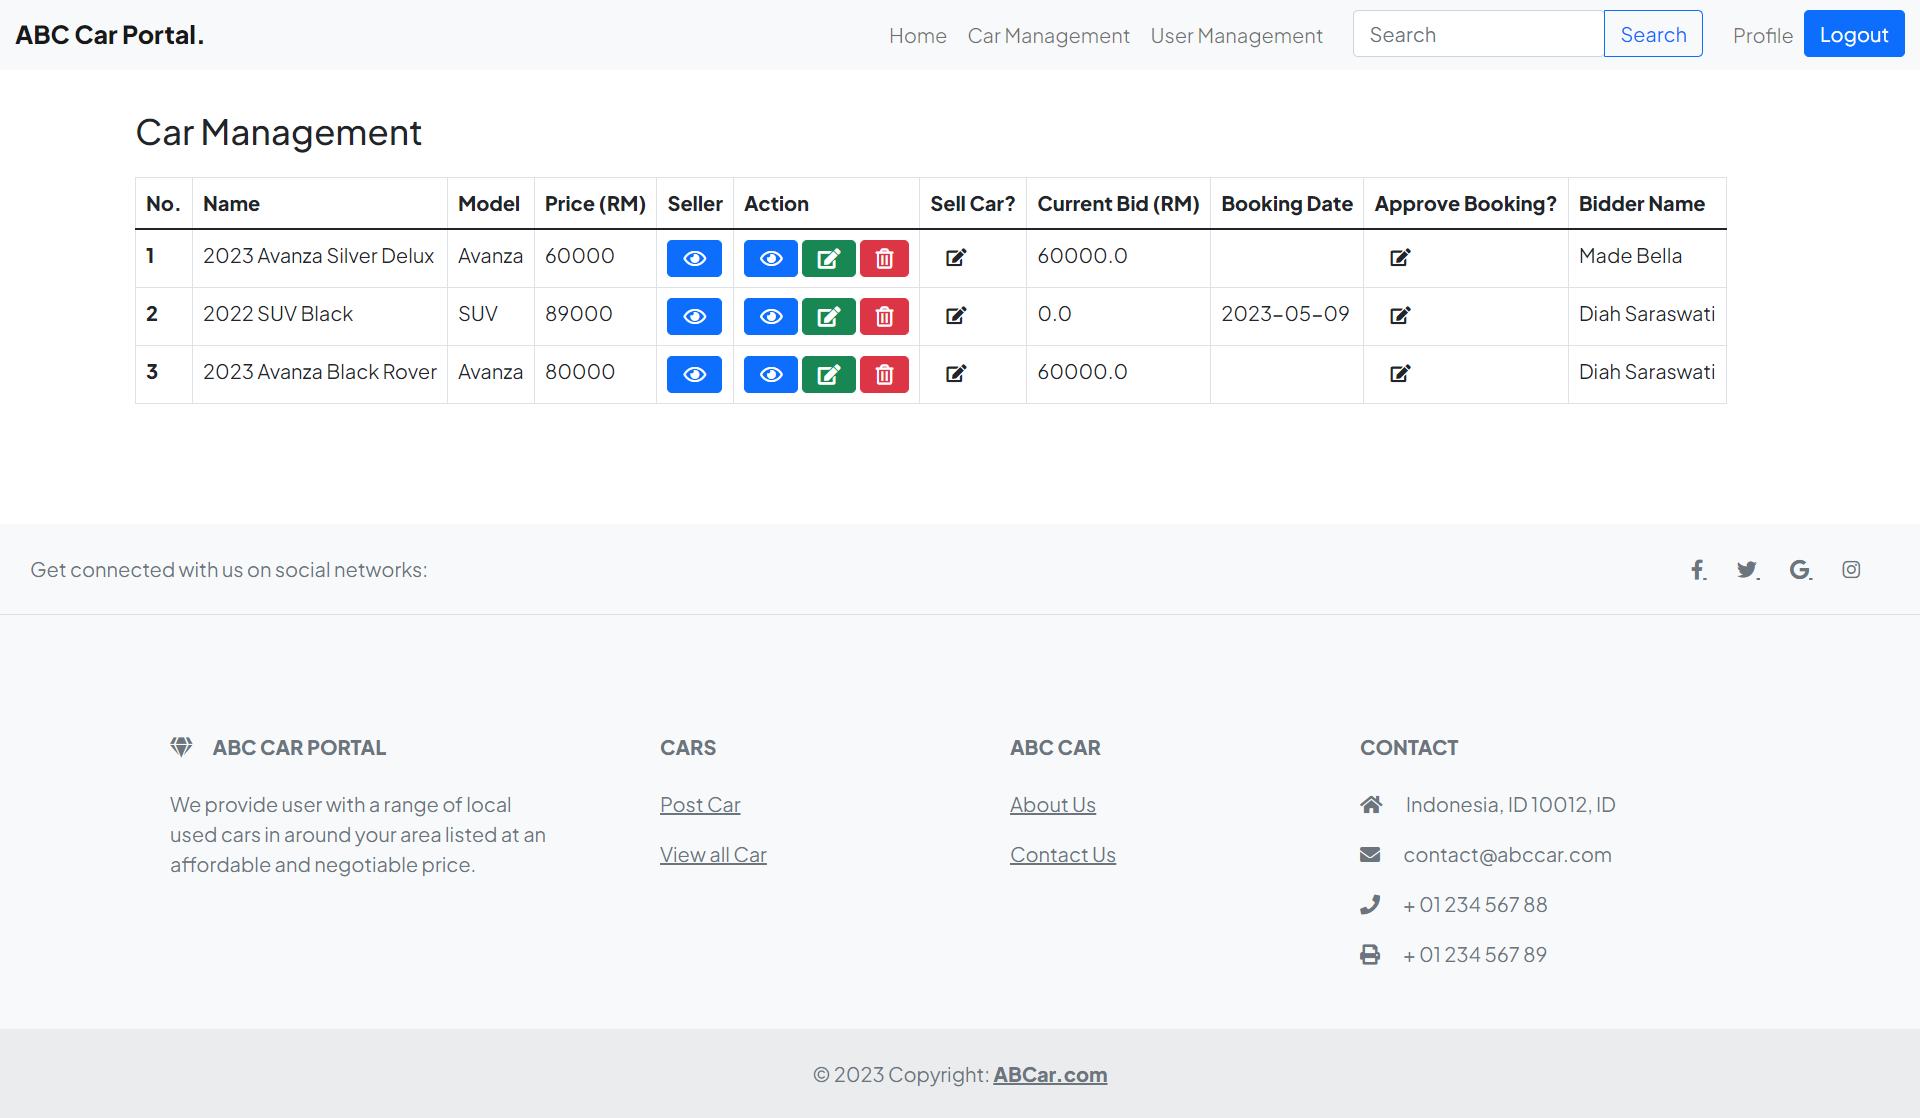 ABC Car Portal.
Home Car Management User Management Search Search Profile Logout
Car Management
No. Name Model Price (RM) Seller Action Sell Car? Current Bid (RM) Booking Date Approve Booking? Bidder Name
1 2023 Avanza Silver Delux Avanza 60000 60000.0 Made Bella
2 2022 SUV Black SUV 89000 0.0 2023-05-09 Diah Saraswati
3 2023 Avanza Black Rover Avanza 80000 60000.0 Diah Saraswati
Get connected with us on social networks:
ABC CAR PORTAL
We provide user with a range of local
used cars in around your area listed at an
affordable and negotiable price.
CARS
Post Car
View all Car
ABC CAR
About Us
Contact Us
CONTACT
Indonesia, ID 10012, ID
contact@abccar.com
+ 01 234 567 88
+ 01 234 567 89
© 2023 Copyright: ABCar.com